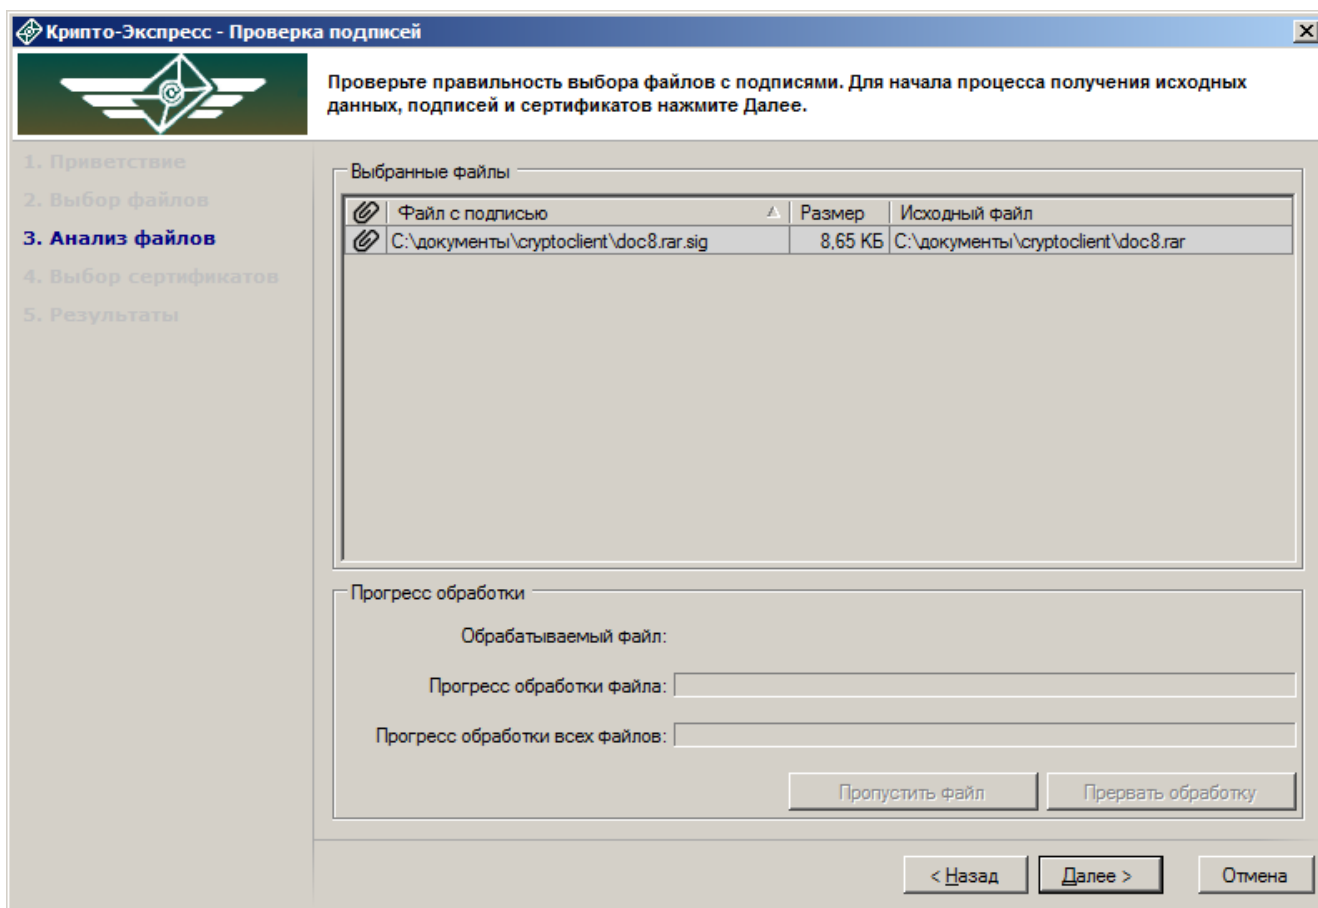 Крипто-Экспресс - Проверка подписей
Проверьте правильность выбора файлов с подписями. Для начала процесса получения исходных
данных, подписей и сертификатов нажмите Далее.
1. Приветствие
2. Выбор файлов
3. Анализ файлов
4. Выбор сертификатов
5. Результаты
Выбранные файлы
Файл с подписью Размер Исходный файл
C:\документы\cryptoclient\doc8.rar.sig 8,65 КБ C:\документы\cryptoclient\doc8.rar
Прогресс обработки
Обрабатываемый файл:
Прогресс обработки файла:
Прогресс обработки всех файлов:
Пропустить файл Прервать обработку
< Назад Далее > Отмена